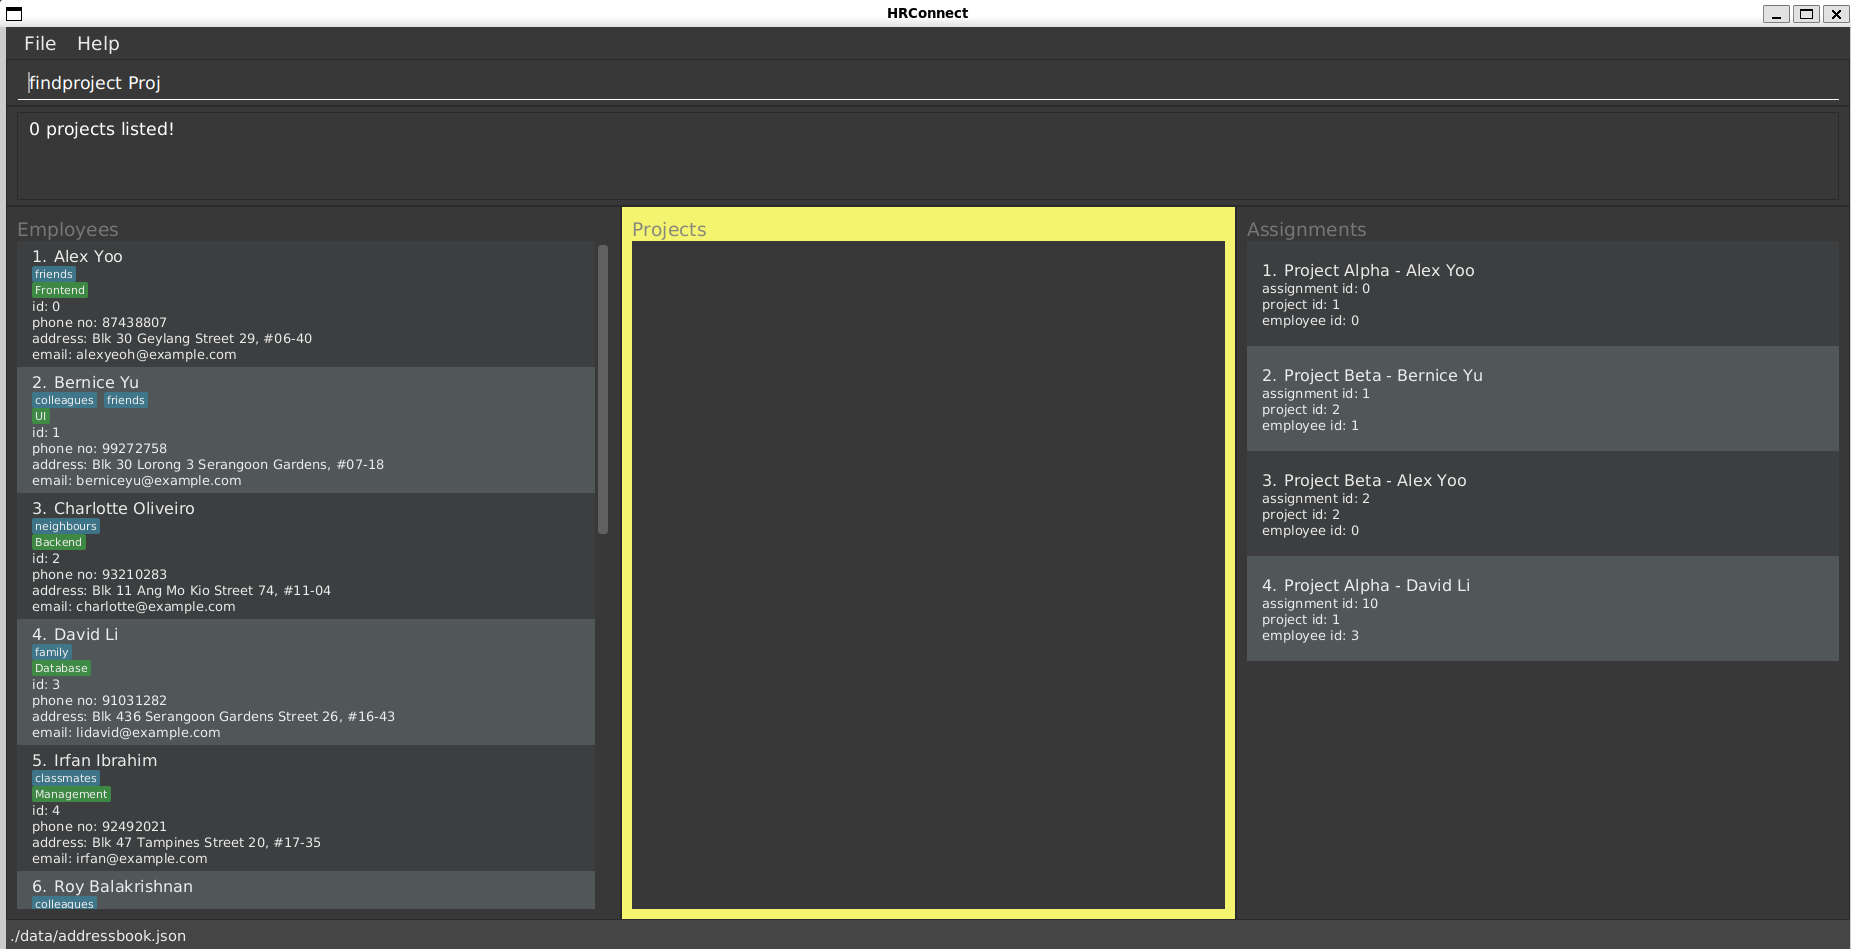 HRConnect
File Help
findproject Proj
0 projects listed!
Employees
1. Alex Yoo
friends
Frontend
id: 0
phone no: 87438807
address: Blk 30 Geylang Street 29, #06-40
email: alexyeoh@example.com
2. Bernice Yu
colleagues friends
UI
id: 1
phone no: 99272758
address: Blk 30 Lorong 3 Serangoon Gardens, #07-18
email: berniceyu@example.com
3. Charlotte Oliveiro
neighbours
Backend
id: 2
phone no: 93210283
address: Blk 11 Ang Mo Kio Street 74, #11-04
email: charlotte@example.com
4. David Li
family
Database
id: 3
phone no: 91031282
address: Blk 436 Serangoon Gardens Street 26, #16-43
email: lidavid@example.com
5. Irfan Ibrahim
classmates
Management
id: 4
phone no: 92492021
address: Blk 47 Tampines Street 20, #17-35
email: irfan@example.com
6. Roy Balakrishnan
colleagues
Projects
Assignments
1. Project Alpha - Alex Yoo
assignment id: 0
project id: 1
employee id: 0
2. Project Beta - Bernice Yu
assignment id: 1
project id: 2
employee id: 1
3. Project Beta - Alex Yoo
assignment id: 2
project id: 2
employee id: 0
4. Project Alpha - David Li
assignment id: 10
project id: 1
employee id: 3
./data/addressbook.json